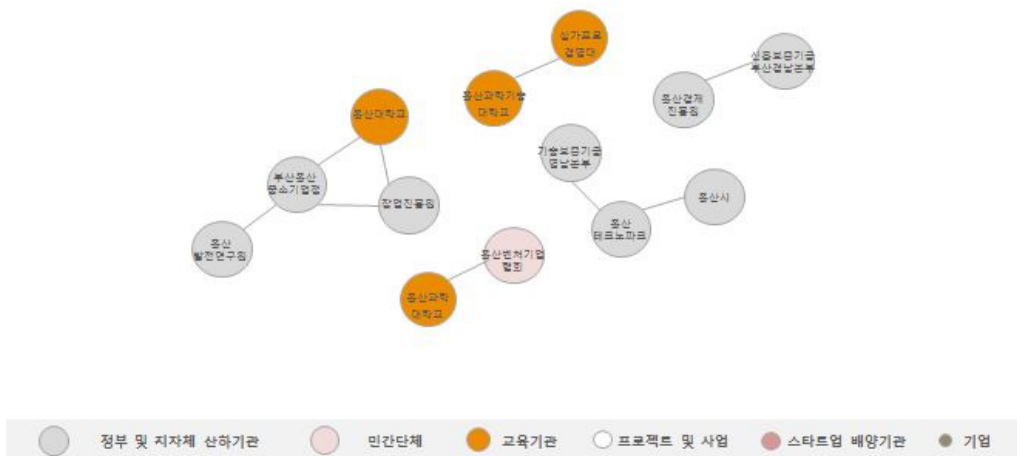 싱가포르
경영대
울산과학기술
대학교
신용보증기금
부산경남본부
울산경제
진흥원
울산대학교
기술보증기금
부산울산
중소기업청
창업진흥원
울산시
울산
테크노파크
울산
발전연구원
울산벤처기업
협회
울산과학
대학교
정부 및 지자체 산하기관
민간단체
교육기관
프로젝트 및 사업
스타트업 배양기관
기업